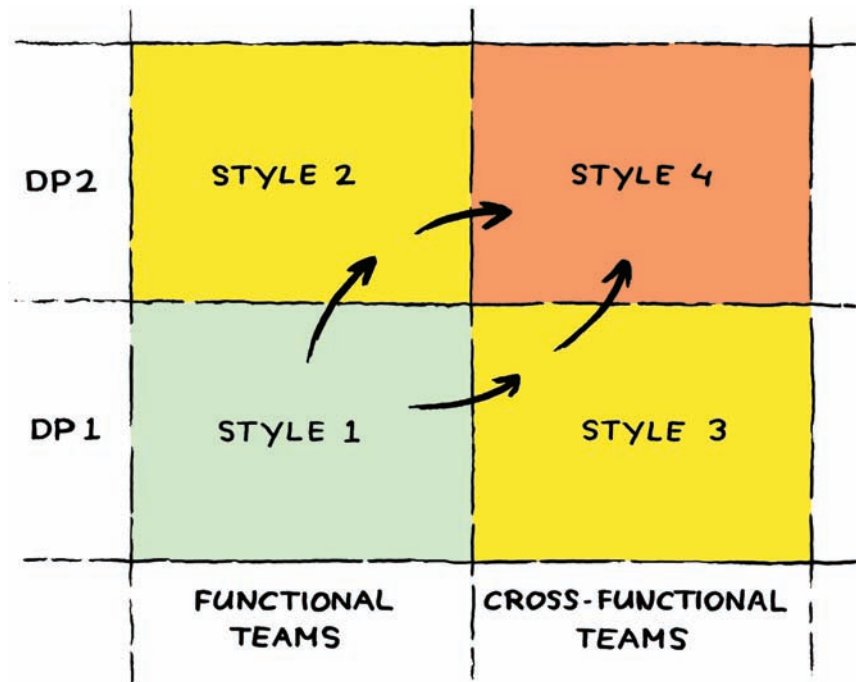 DP2
STYLE 2
STYLE 4
DP1
STYLE 1
STYLE 3
FUNCTIONAL
TEAMS
CROSS-FUNCTIONAL
TEAMS